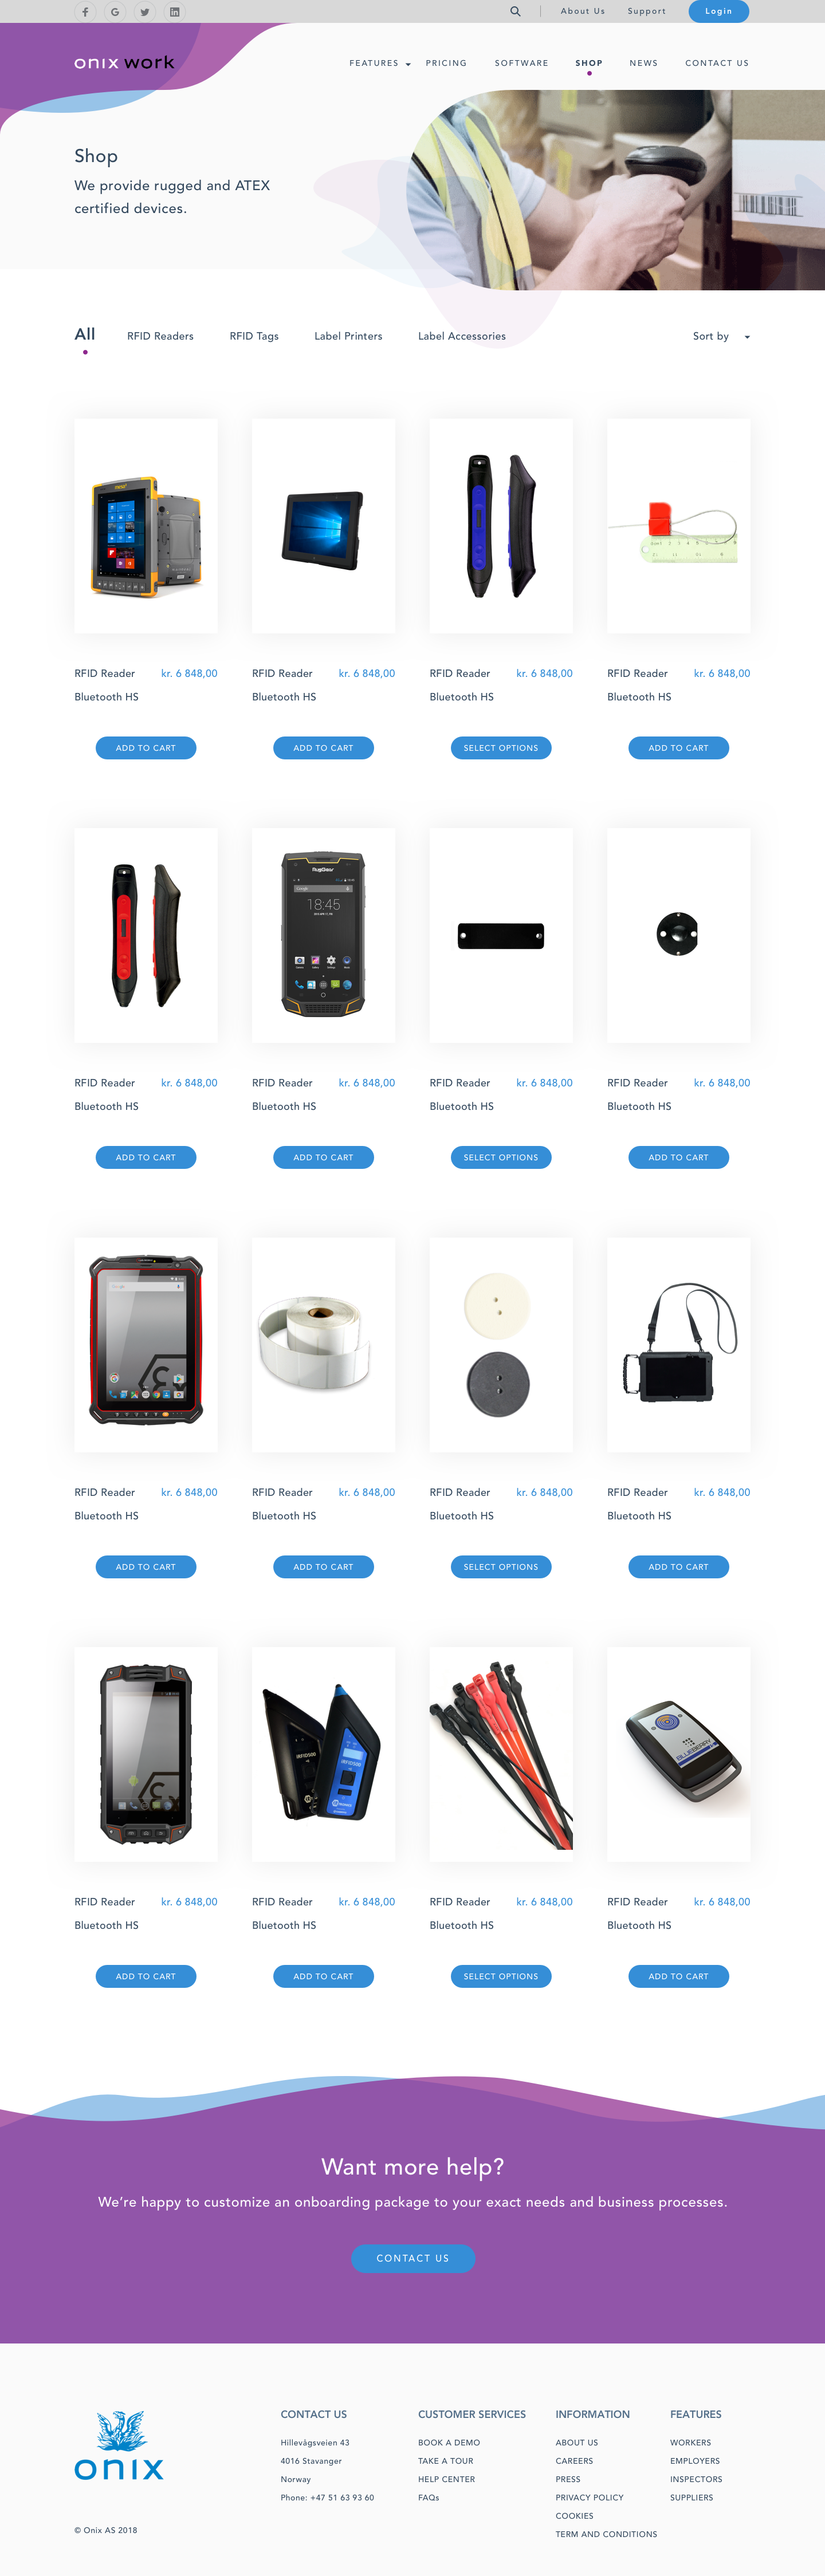 About Us Support Login
onix work
FEATURES PRICING SOFTWARE SHOP NEWS CONTACT US
Shop
We provide rugged and ATEX
certified devices.
All RFID Readers RFID Tags Label Printers Label Accessories Sort by
RFID Reader kr. 6 848,00 RFID Reader kr. 6 848,00 RFID Reader kr. 6 848,00 RFID Reader kr. 6 848,00
Bluetooth HS Bluetooth HS Bluetooth HS Bluetooth HS
ADD TO CART ADD TO CART SELECT OPTIONS ADD TO CART
RugGear
Google
18:45
RFID Reader kr. 6 848,00 RFID Reader kr. 6 848,00 RFID Reader kr. 6 848,00 RFID Reader kr. 6 848,00
Bluetooth HS Bluetooth HS Bluetooth HS Bluetooth HS
ADD TO CART ADD TO CART SELECT OPTIONS ADD TO CART
RFID Reader kr. 6 848,00 RFID Reader kr. 6 848,00 RFID Reader kr. 6 848,00 RFID Reader kr. 6 848,00
Bluetooth HS Bluetooth HS Bluetooth HS Bluetooth HS
ADD TO CART ADD TO CART SELECT OPTIONS ADD TO CART
RFID Reader kr. 6 848,00 RFID Reader kr. 6 848,00 RFID Reader kr. 6 848,00 RFID Reader kr. 6 848,00
Bluetooth HS Bluetooth HS Bluetooth HS Bluetooth HS
ADD TO CART ADD TO CART SELECT OPTIONS ADD TO CART
Want more help?
We're happy to customize an onboarding package to your exact needs and business processes.
CONTACT US
onix
© Onix AS 2018
CONTACT US
Hillevågsveien 43
4016 Stavanger
Norway
Phone: +47 51 63 93 60
CUSTOMER SERVICES
BOOK A DEMO
TAKE A TOUR
HELP CENTER
FAQs
INFORMATION
ABOUT US
CAREERS
PRESS
PRIVACY POLICY
COOKIES
TERM AND CONDITIONS
FEATURES
WORKERS
EMPLOYERS
INSPECTORS
SUPPLIERS